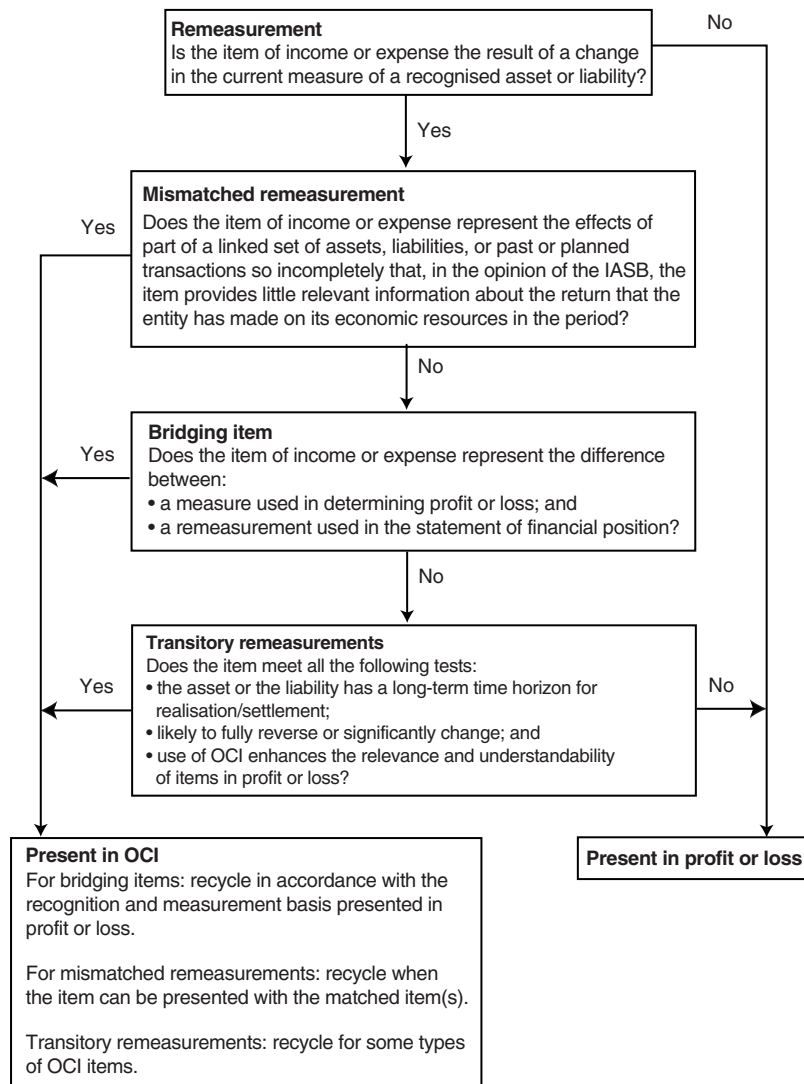 Remeasurement
Is the item of income or expense the result of a change
in the current measure of a recognised asset or liability?
No
Yes
Mismatched remeasurement
Does the item of income or expense represent the effects of
part of a linked set of assets, liabilities, or past or planned
transactions so incompletely that, in the opinion of the IASB, the
item provides little relevant information about the return that the
entity has made on its economic resources in the period?
Yes
No
Bridging item
Does the item of income or expense represent the difference
between:
• a measure used in determining profit or loss; and
• a remeasurement used in the statement of financial position?
Yes
No
Transitory remeasurements
Does the item meet all the following tests:
• the asset or the liability has a long-term time horizon for
realisation/settlement;
• likely to fully reverse or significantly change; and
• use of OCI enhances the relevance and understandability
of items in profit or loss?
Yes
No
Present in OCI
For bridging items: recycle in accordance with the
recognition and measurement basis presented in
profit or loss.
For mismatched remeasurements: recycle when
the item can be presented with the matched item(s).
Transitory remeasurements: recycle for some types
of OCI items.
Present in profit or loss